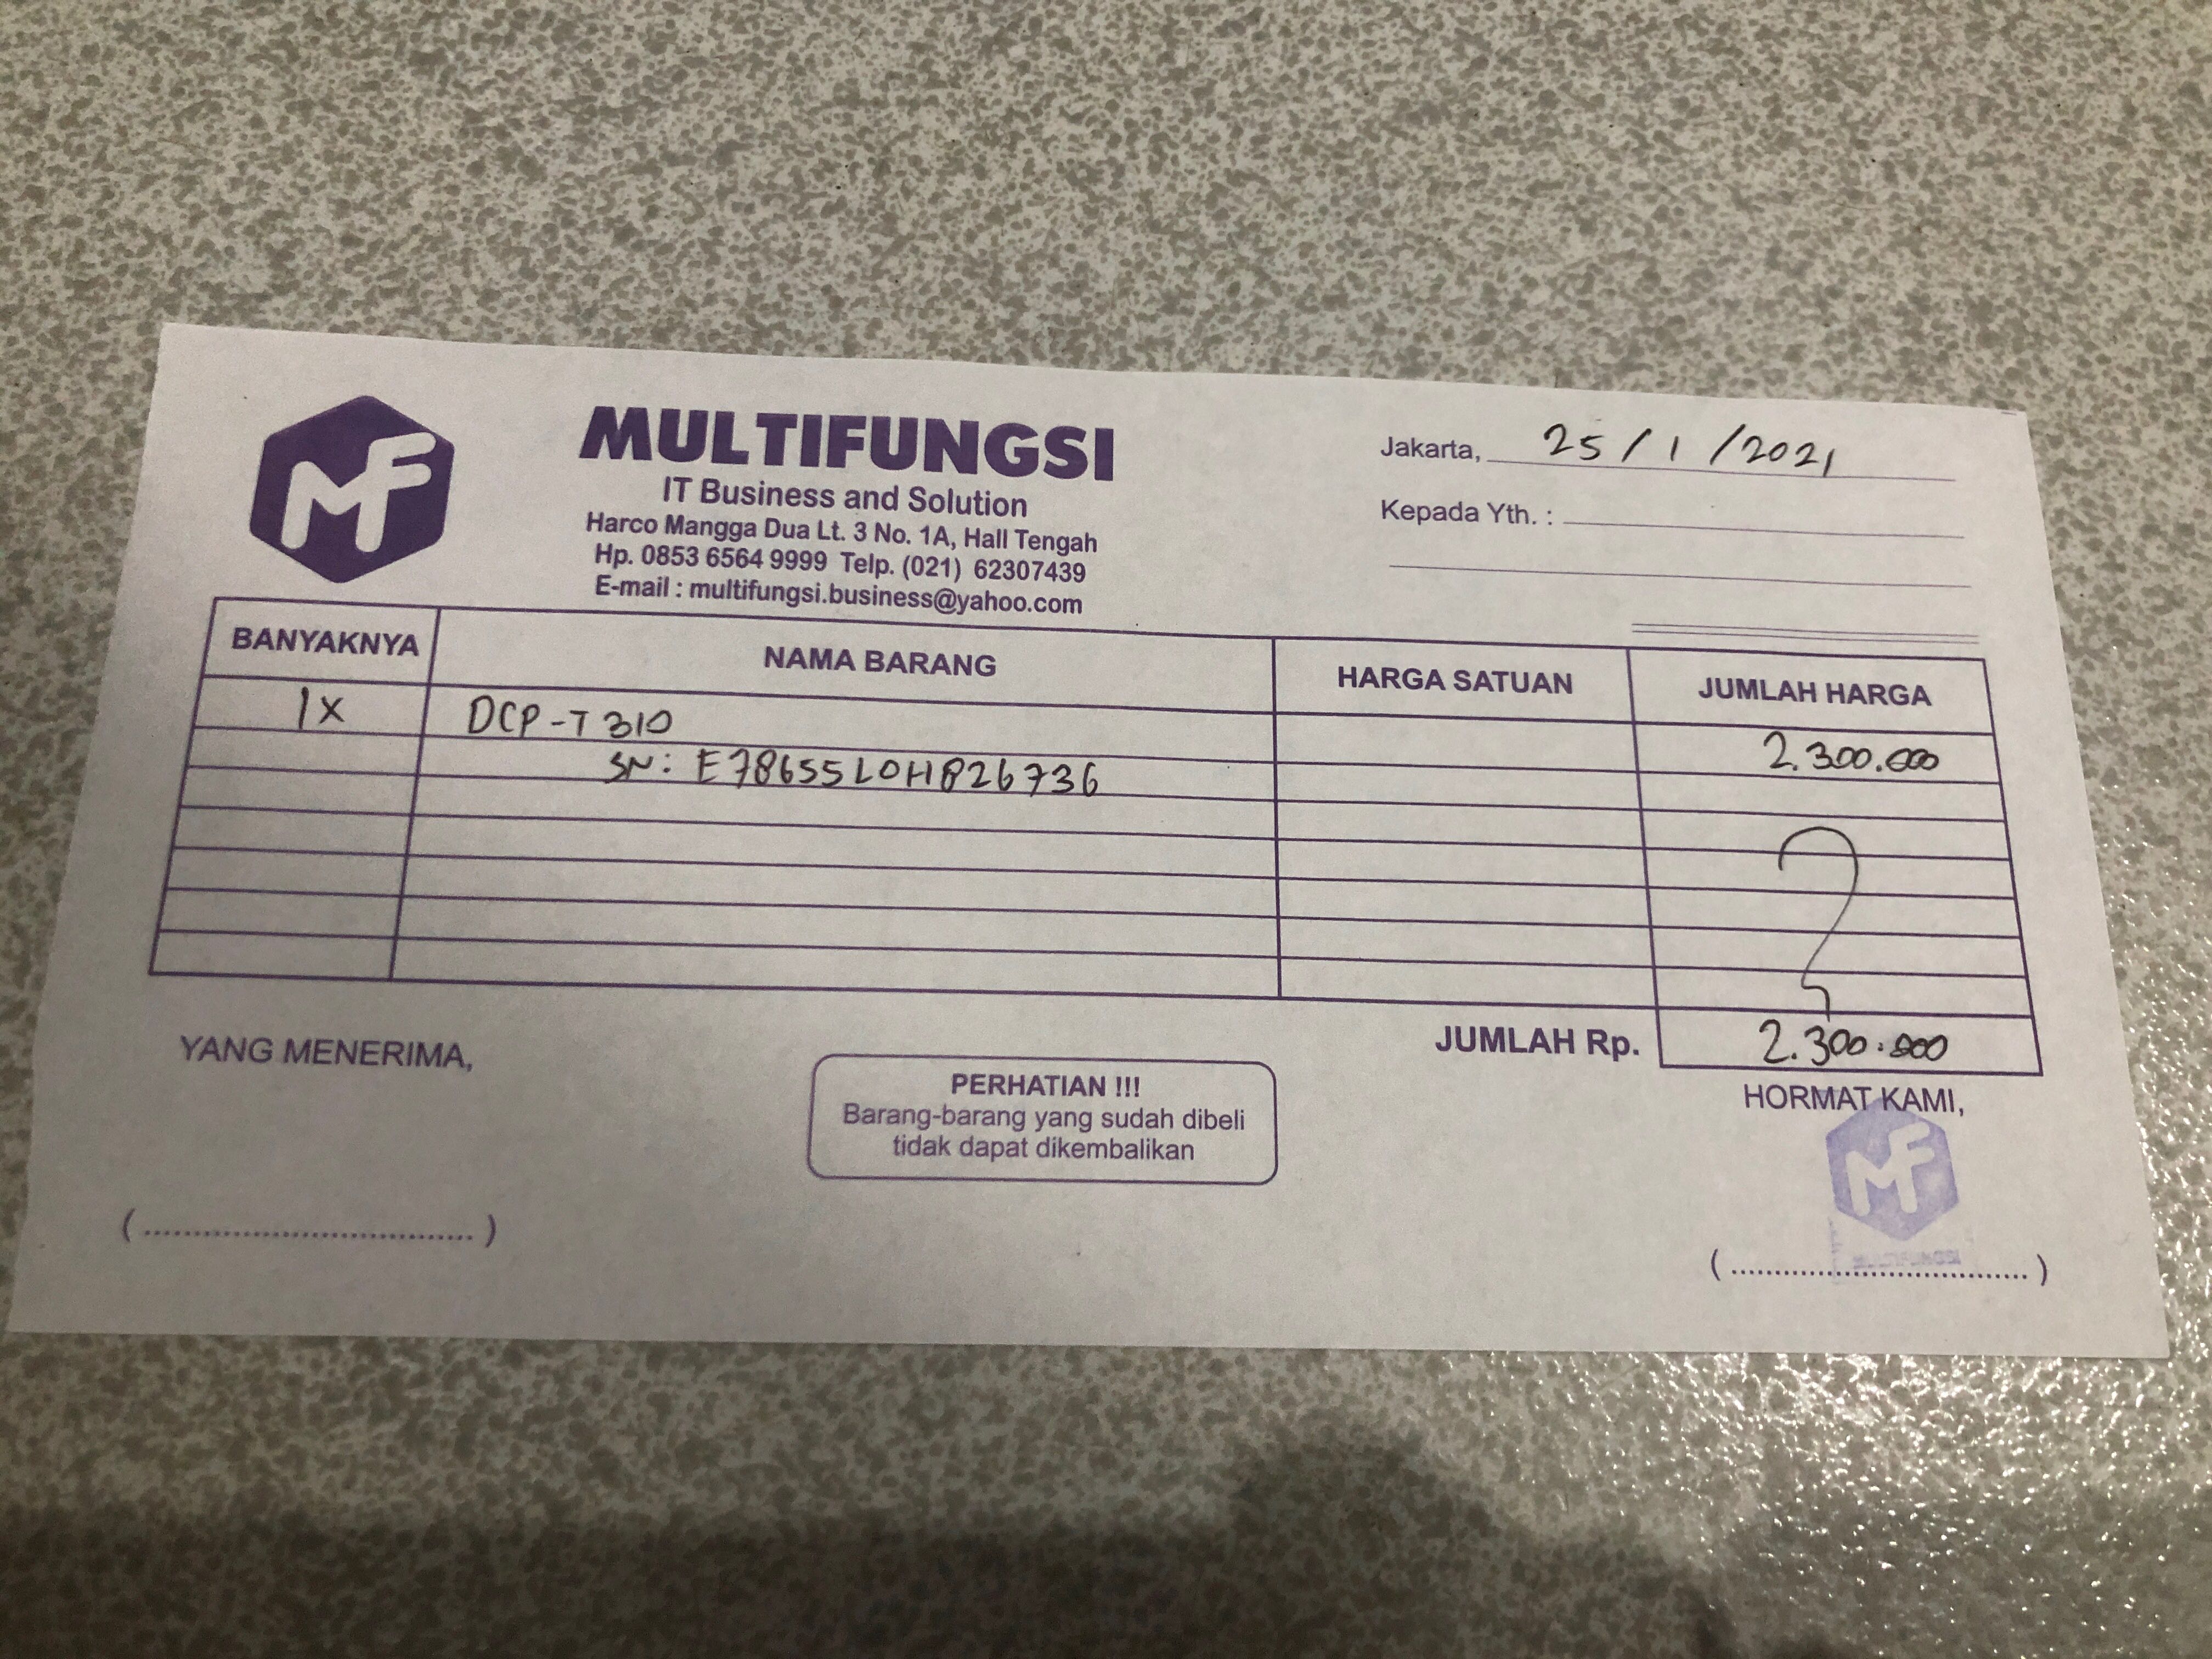 MF
MULTIFUNGSI
IT Business and Solution
Harco Mangga Dua Lt. 3 No. 1A, Hall Tengah
Hp. 0853 6564 9999 Telp. (021) 62307439
E-mail : multifungsi.business@yahoo.com
Jakarta, 25/1/2021
Kepada Yth. :
BANYAKNYA NAMA BARANG HARGA SATUAN JUMLAH HARGA
1X DCP-T310 2.300.000
SN: E78655L0H826736
JUMLAH Rp. 2.300.000
YANG MENERIMA,
PERHATIAN !!!
Barang-barang yang sudah dibeli
tidak dapat dikembalikan
HORMAT KAMI,
MF
(................................)
(................................)